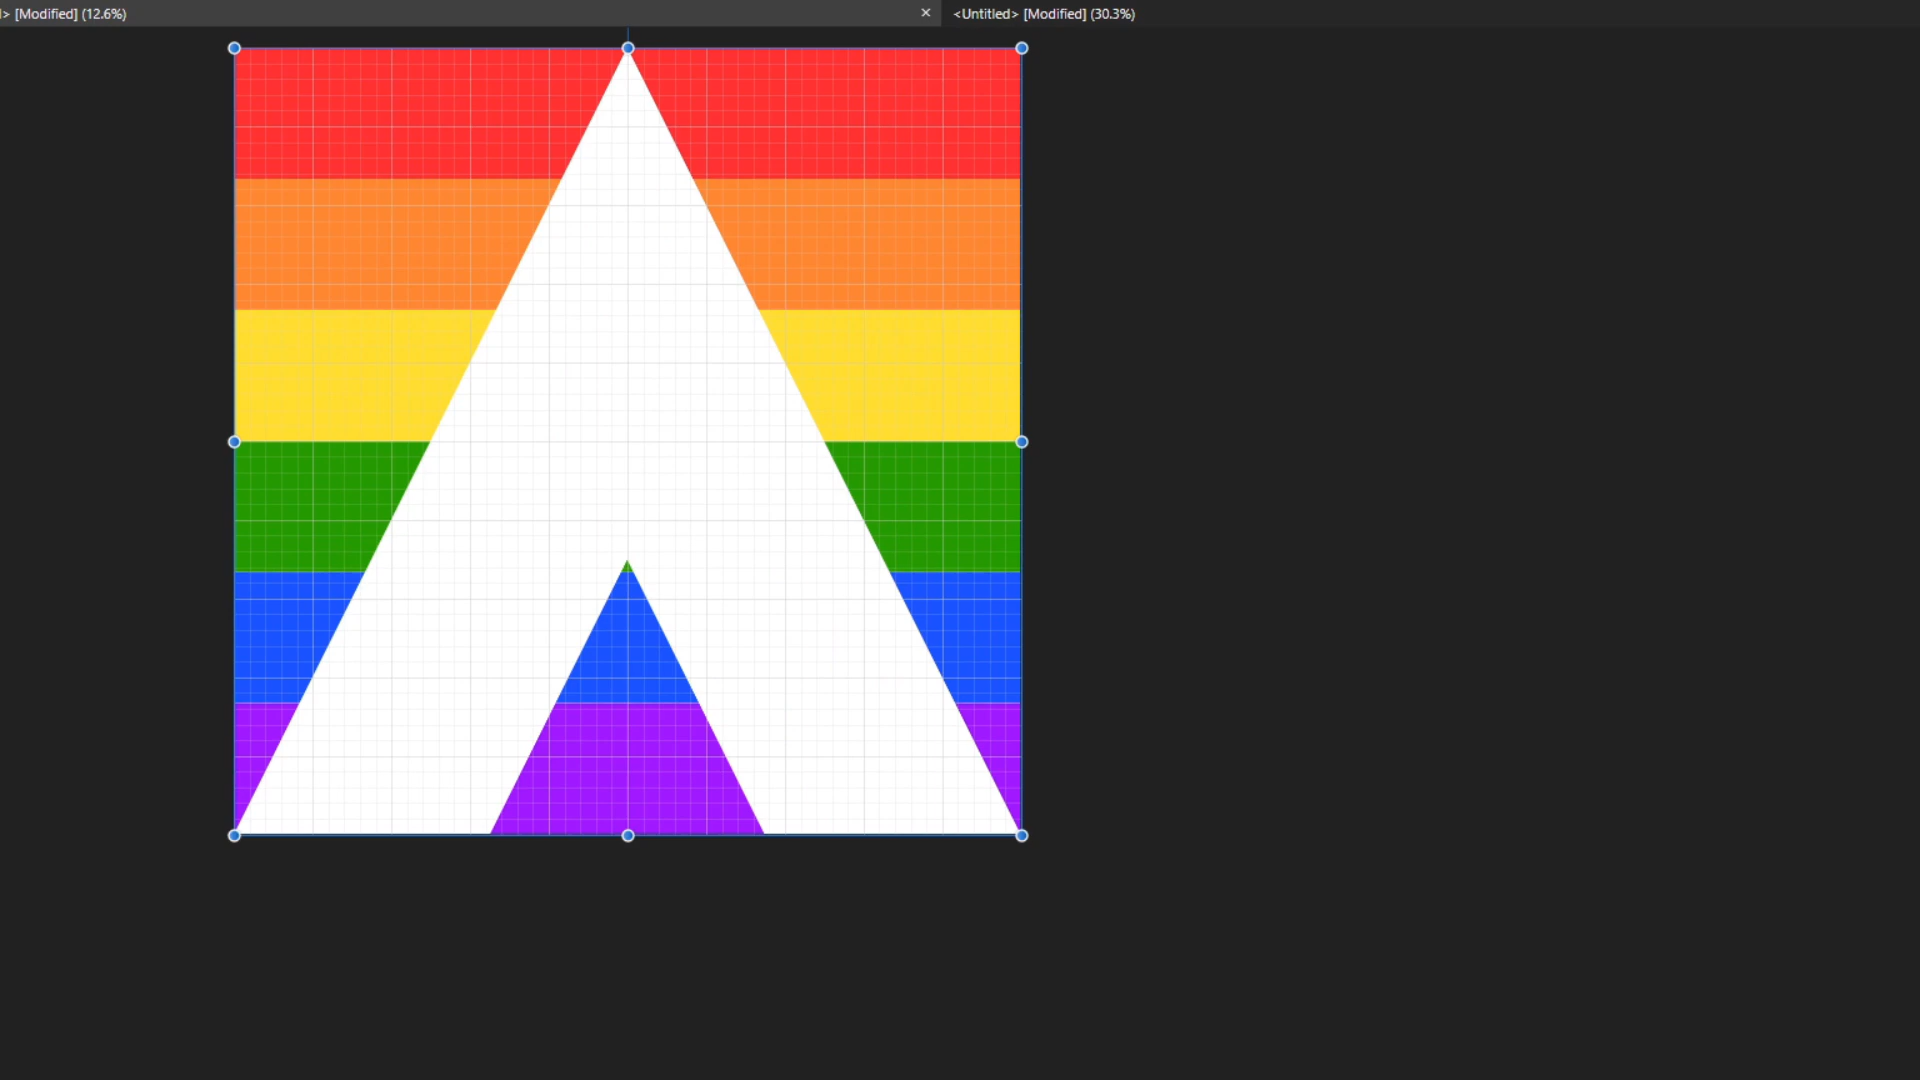 > [Modified] (12.6%)
<Untitled> [Modified] (30.3%)